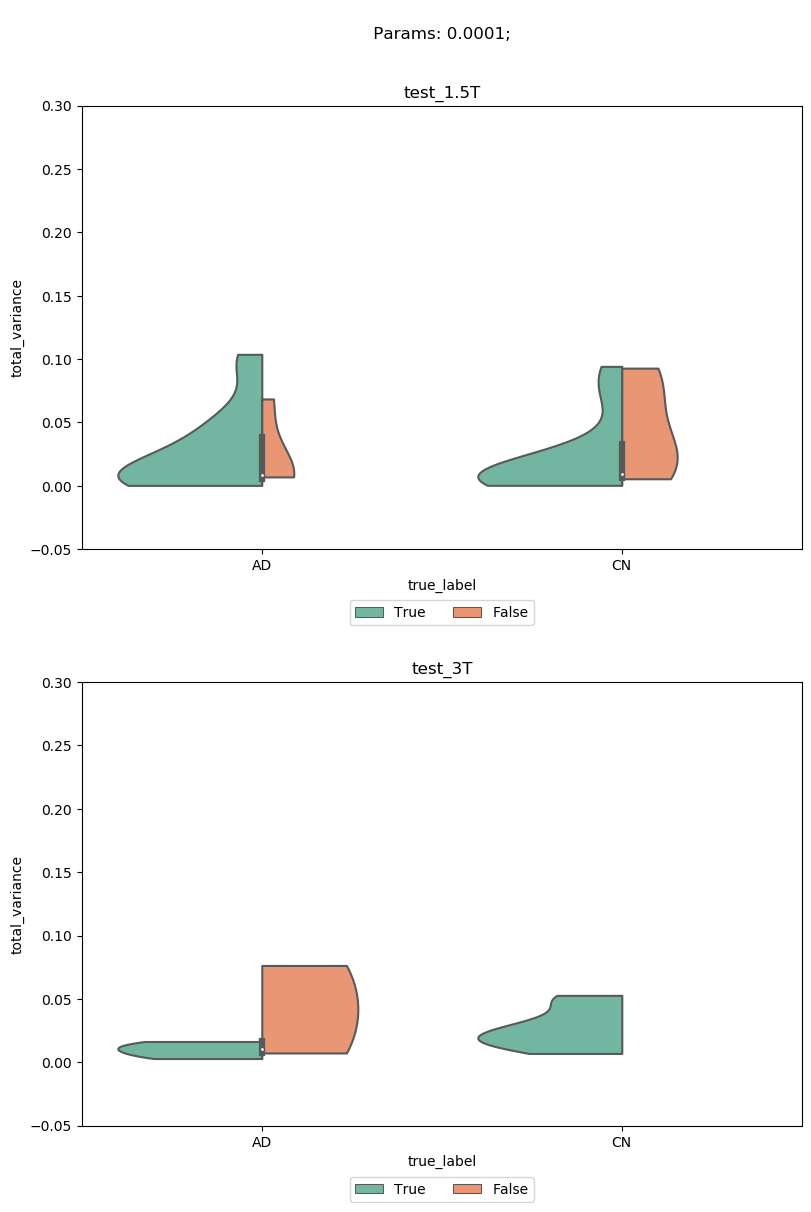 Params: 0.0001;
test_1.5T
0.30
0.25
0.20
0.15
0.10
0.05
0.00
−0.05
total_variance
AD
CN
true_label
True
False
test_3T
0.30
0.25
0.20
0.15
0.10
0.05
0.00
−0.05
total_variance
AD
CN
true_label
True
False